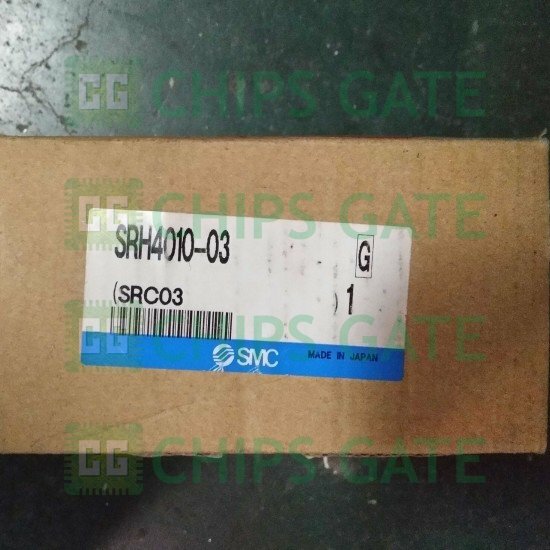 CHIPS GATE
CHIPS GATE
SRH4010-03
G
(SRC03 ) 1
CHIPS GATE
SMC MADE IN JAPAN
CHIPS GATE